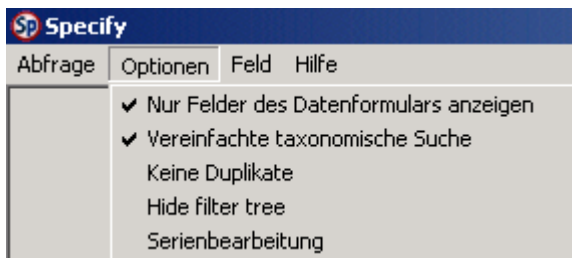 Sp Specify
Abfrage Optionen Feld Hilfe
✔ Nur Felder des Datenformulars anzeigen
✔ Vereinfachte taxonomische Suche
Keine Duplikate
Hide filter tree
Serienbearbeitung